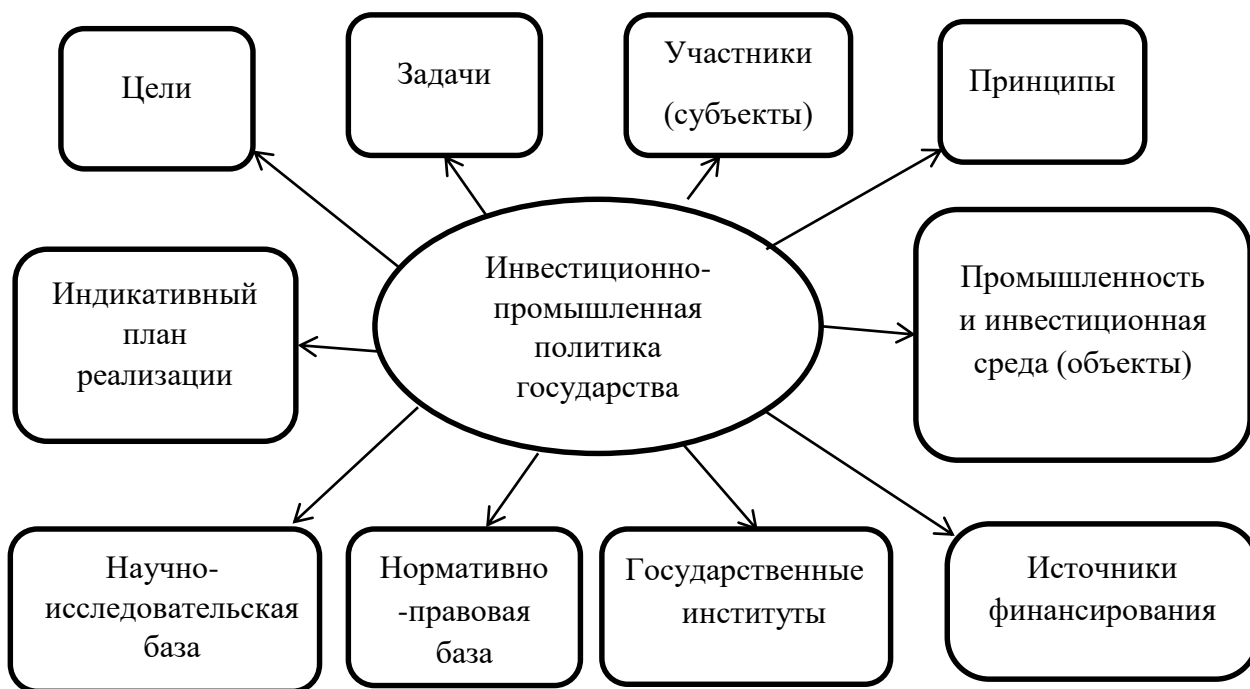 Цели
Задачи
Участники
(субъекты)
Принципы
Индикативный
план
реализации
Инвестиционно-
промышленная
политика
государства
Промышленность
и инвестиционная
среда (объекты)
Научно-
исследовательская
база
Нормативно
-правовая
база
Государственные
институты
Источники
финансирования